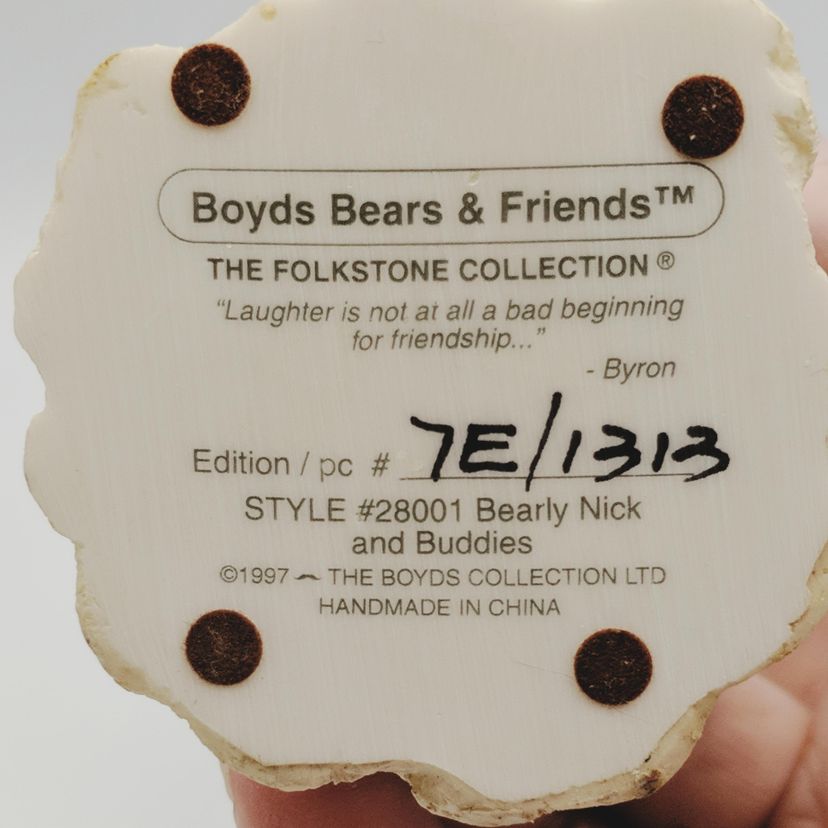 Boyds Bears & Friends™
THE FOLKSTONE COLLECTION ®
“Laughter is not at all a bad beginning
for friendship...”
- Byron
Edition / pc # 7E/1313
STYLE #28001 Bearly Nick
and Buddies
©1997 ~ THE BOYDS COLLECTION LTD
HANDMADE IN CHINA